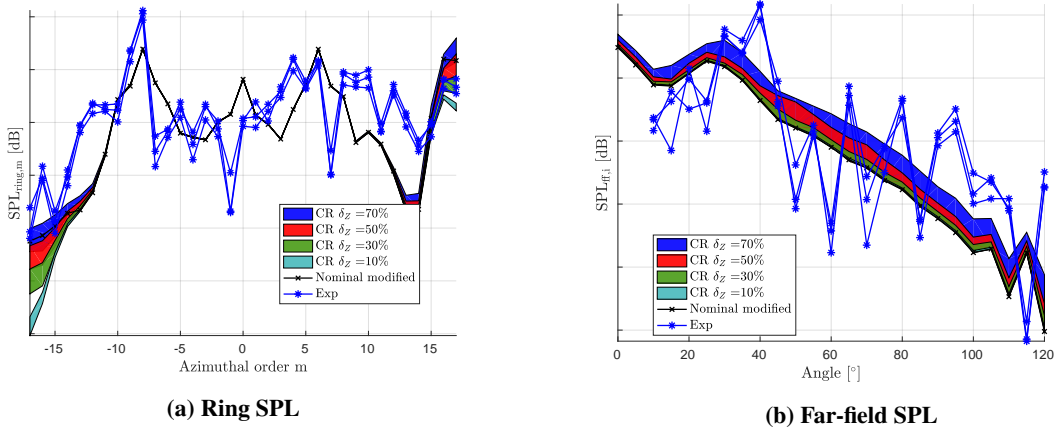 SPL_ring,m [dB]
CR δ_Z =70%
CR δ_Z =50%
CR δ_Z =30%
CR δ_Z =10%
Nominal modified
Exp
-15 -10 -5 0 5 10 15
Azimuthal order m
(a) Ring SPL
SPL_ff,i [dB]
CR δ_Z =70%
CR δ_Z =50%
CR δ_Z =30%
CR δ_Z =10%
Nominal modified
Exp
0 20 40 60 80 100 120
Angle [°]
(b) Far-field SPL